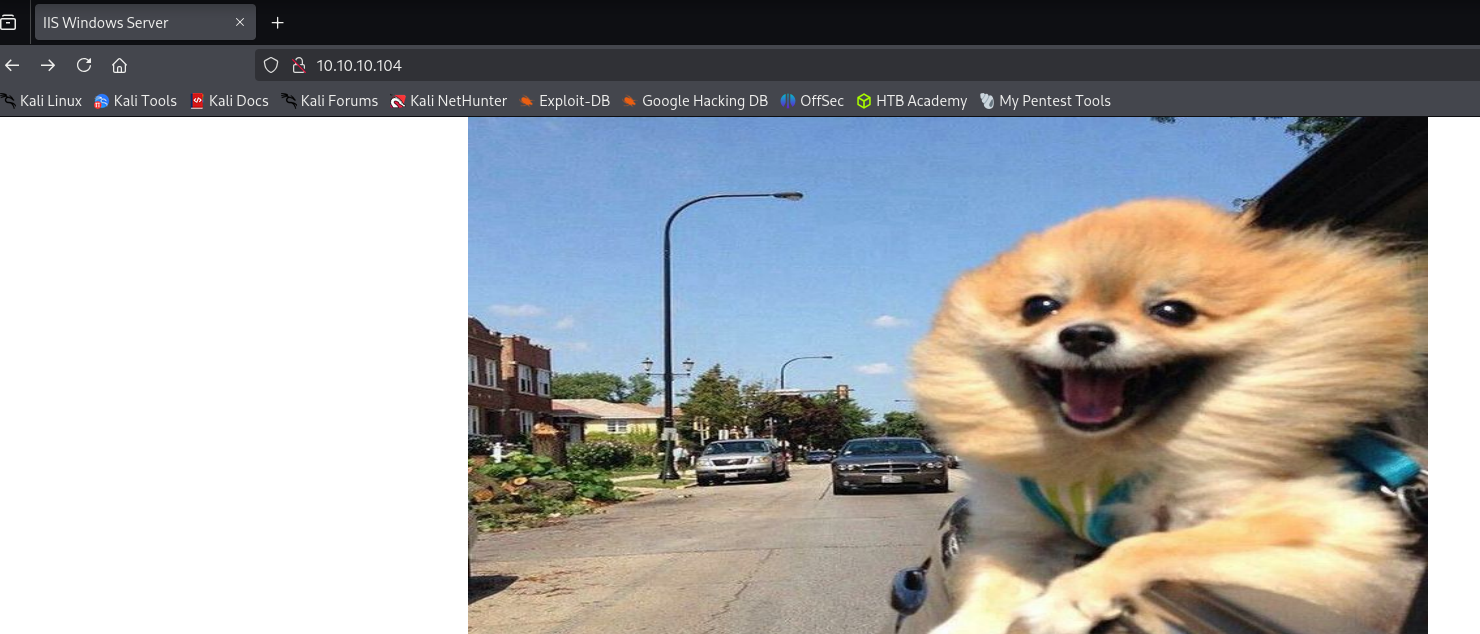 IIS Windows Server
10.10.10.104
Kali Linux Kali Tools Kali Docs Kali Forums Kali NetHunter Exploit-DB Google Hacking DB OffSec HTB Academy My Pentest Tools